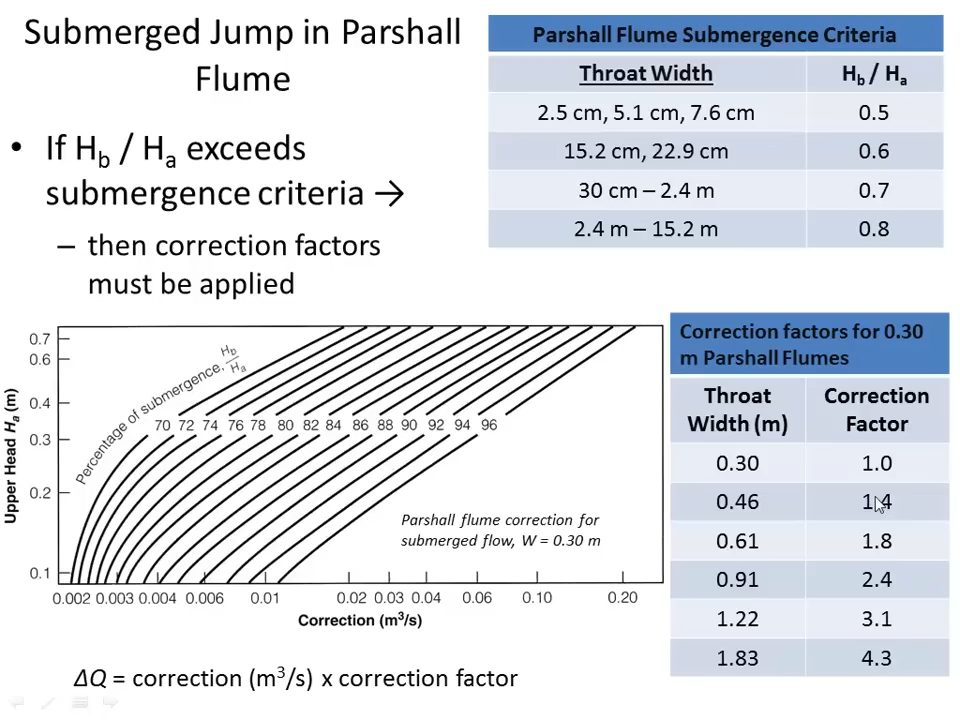 Submerged Jump in Parshall
Flume
• If Hb / Ha exceeds
submergence criteria →
– then correction factors
must be applied
Parshall Flume Submergence Criteria
Throat Width Hb / Ha
2.5 cm, 5.1 cm, 7.6 cm 0.5
15.2 cm, 22.9 cm 0.6
30 cm – 2.4 m 0.7
2.4 m – 15.2 m 0.8
Upper Head Ha (m)
0.7
0.6
0.4
0.3
0.2
0.1
Percentage of submergence, Hb/Ha
70 72 74 76 78 80 82 84 86 88 90 92 94 96
Parshall flume correction for
submerged flow, W = 0.30 m
0.002 0.003 0.004 0.006 0.01 0.02 0.03 0.04 0.06 0.10 0.20
Correction (m³/s)
Correction factors for 0.30
m Parshall Flumes
Throat Correction
Width (m) Factor
0.30 1.0
0.46 1.4
0.61 1.8
0.91 2.4
1.22 3.1
1.83 4.3
ΔQ = correction (m³/s) x correction factor